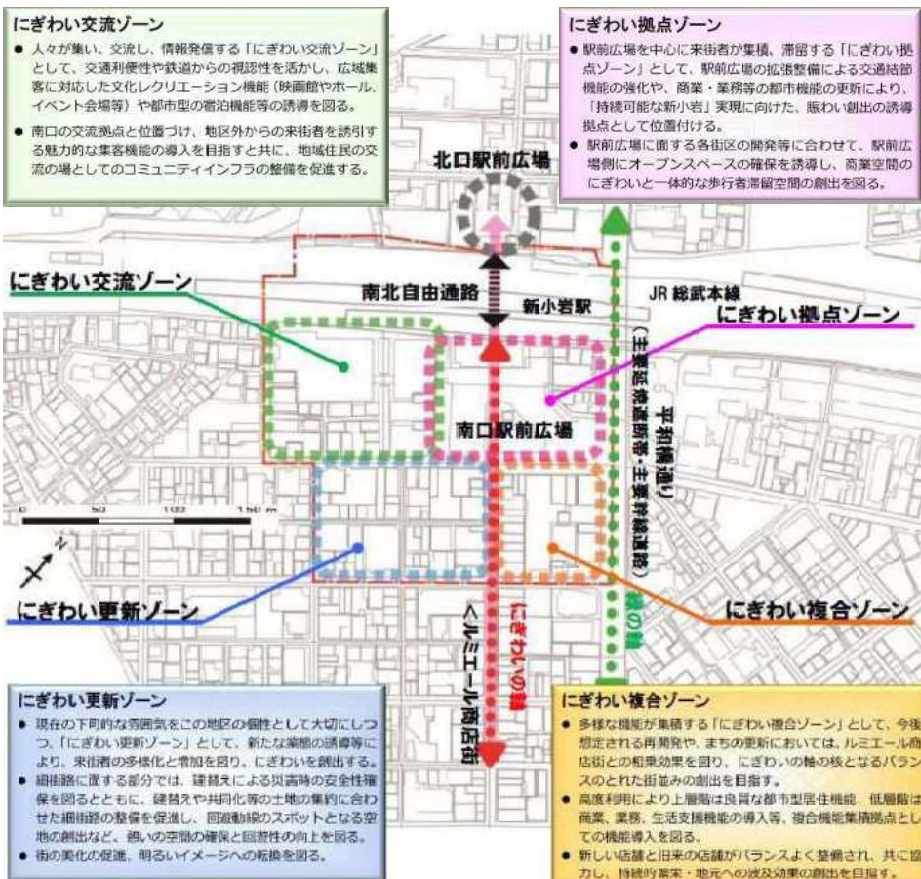 にぎわい交流ゾーン
● 人々が集い、交流し、情報発信する「にぎわい交流ゾーン」
として、交通利便性や鉄道からの視認性を活かし、広域集
客に対応した文化レクリエーション機能（映画館やホール、
イベント会場等）や都市型の宿泊機能等の誘導を図る。
● 南口の交流拠点と位置づけ、地区外からの来街者を誘引す
る魅力的な集客機能の導入を目指すと共に、地域住民の交
流の場としてのコミュニティインフラの整備を促進する。
にぎわい拠点ゾーン
● 駅前広場を中心に来街者が集積、滞留する「にぎわい拠
点ゾーン」として、駅前広場の拡張整備による交通結節
機能の強化や、商業・業務等の都市機能の更新により、
「持続可能な新小岩」実現に向けた、賑わい創出の誘導
拠点として位置付ける。
● 駅前広場に面する各街区の開発等に合わせて、駅前広
場側にオープンスペースの確保を誘導し、商業空間の
にぎわいと一体的な歩行者滞留空間の創出を図る。
北口駅前広場
にぎわい交流ゾーン
南北自由通路
新小岩駅
JR 総武本線
にぎわい拠点ゾーン
南口駅前広場
平和橋通り
（主要延焼遮断帯・主要幹線道路）
0 50 100 150 m
N
にぎわい更新ゾーン
にぎわいの軸
＜ルミエール商店街
緑の軸
にぎわい複合ゾーン
にぎわい更新ゾーン
● 現在の下町的な雰囲気をこの地区の個性として大切にしつ
つ、「にぎわい更新ゾーン」として、新たな業態の誘導等によ
り、来街者の多様化と増加を図り、にぎわいを創出する。
● 細街路に面する部分では、建替えによる災害時の安全性確
保を図るとともに、建替えや共同化等の土地の集約に合わ
せた細街路の整備を促進し、回遊動線のスポットとなる空
地の創出など、憩いの空間の確保と回遊性の向上を図る。
● 街の美化の促進、明るいイメージへの転換を図る。
にぎわい複合ゾーン
● 多様な機能が集積する「にぎわい複合ゾーン」として、今後
想定される再開発や、まちの更新においては、ルミエール商
店街との相乗効果を図り、にぎわいの軸の核となるバラン
スのとれた街並みの創出を目指す。
● 高度利用により上層階は良質な都市型居住機能 低層階は
商業、業務、生活支援機能の導入等、複合機能集積拠点とし
ての機能導入を図る。
● 新しい店舗と旧来の店舗がバランスよく整備され、共に協
力し、持続的繁栄・地元への波及効果の創出を目指す。